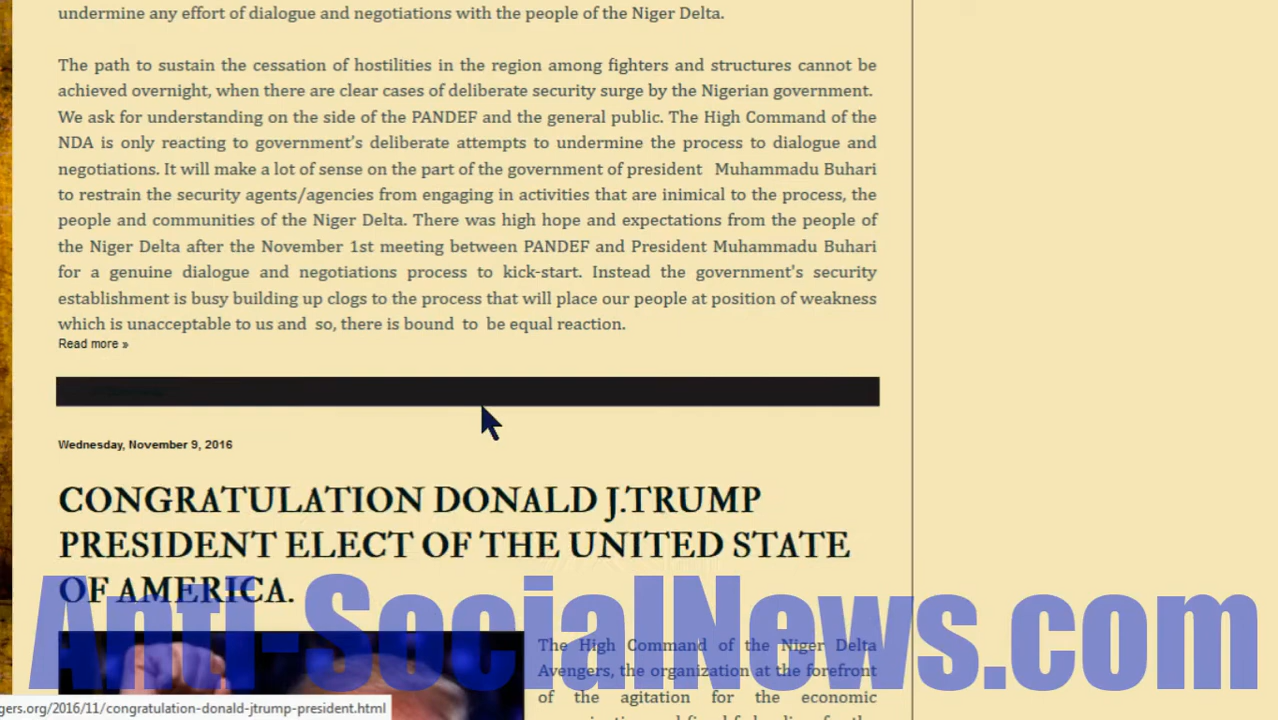 undermine any effort of dialogue and negotiations with the people of the Niger Delta.
The path to sustain the cessation of hostilities in the region among fighters and structures cannot be
achieved overnight, when there are clear cases of deliberate security surge by the Nigerian government.
We ask for understanding on the side of the PANDEF and the general public. The High Command of the
NDA is only reacting to government's deliberate attempts to undermine the process to dialogue and
negotiations. It will make a lot of sense on the part of the government of president Muhammadu Buhari
to restrain the security agents/agencies from engaging in activities that are inimical to the process, the
people and communities of the Niger Delta. There was high hope and expectations from the people of
the Niger Delta after the November 1st meeting between PANDEF and President Muhammadu Buhari
for a genuine dialogue and negotiations process to kick-start. Instead the government's security
establishment is busy building up clogs to the process that will place our people at position of weakness
which is unacceptable to us and so, there is bound to be equal reaction.
Read more »
Wednesday, November 9, 2016
CONGRATULATION DONALD J.TRUMP
PRESIDENT ELECT OF THE UNITED STATE
OF AMERICA.
Anti-SocialNews.com
The High Command of the Niger Delta
Avengers, the organization at the forefront
of the agitation for the economic
gers.org/2016/11/congratulation-donald-jtrump-president.html